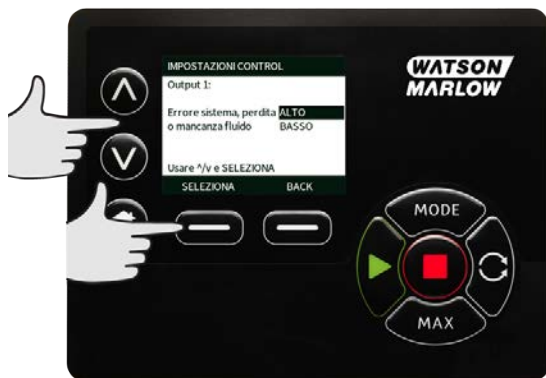 IMPOSTAZIONI CONTROL
Output 1:
Errore sistema, perdita ALTO
o mancanza fluido BASSO
Usare ^/v e SELEZIONA
SELEZIONA BACK
WATSON
MARLOW
MODE
MAX